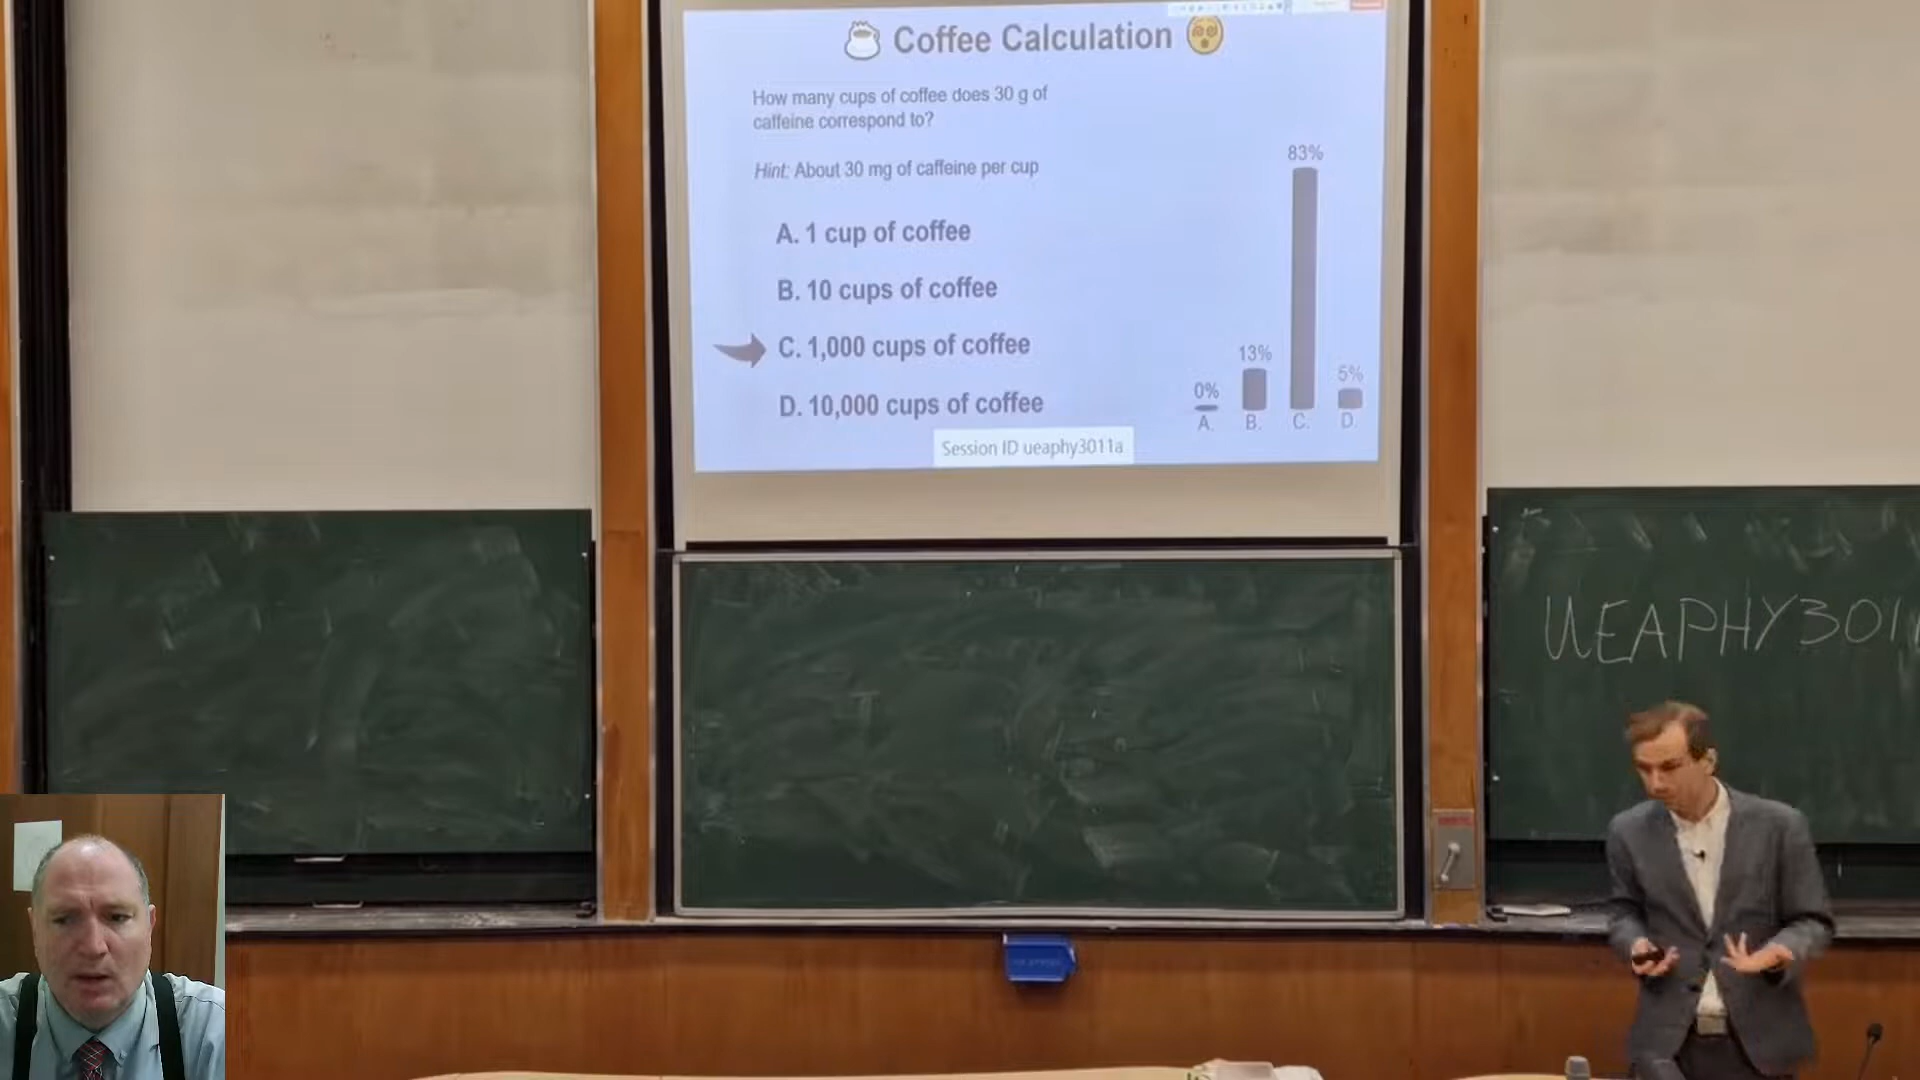 Coffee Calculation
How many cups of coffee does 30 g of
caffeine correspond to?
Hint: About 30 mg of caffeine per cup
A. 1 cup of coffee
B. 10 cups of coffee
C. 1,000 cups of coffee
D. 10,000 cups of coffee
83%
13%
5%
0%
A. B. C. D.
Session ID ueaphy3011a
UEAPHY3011